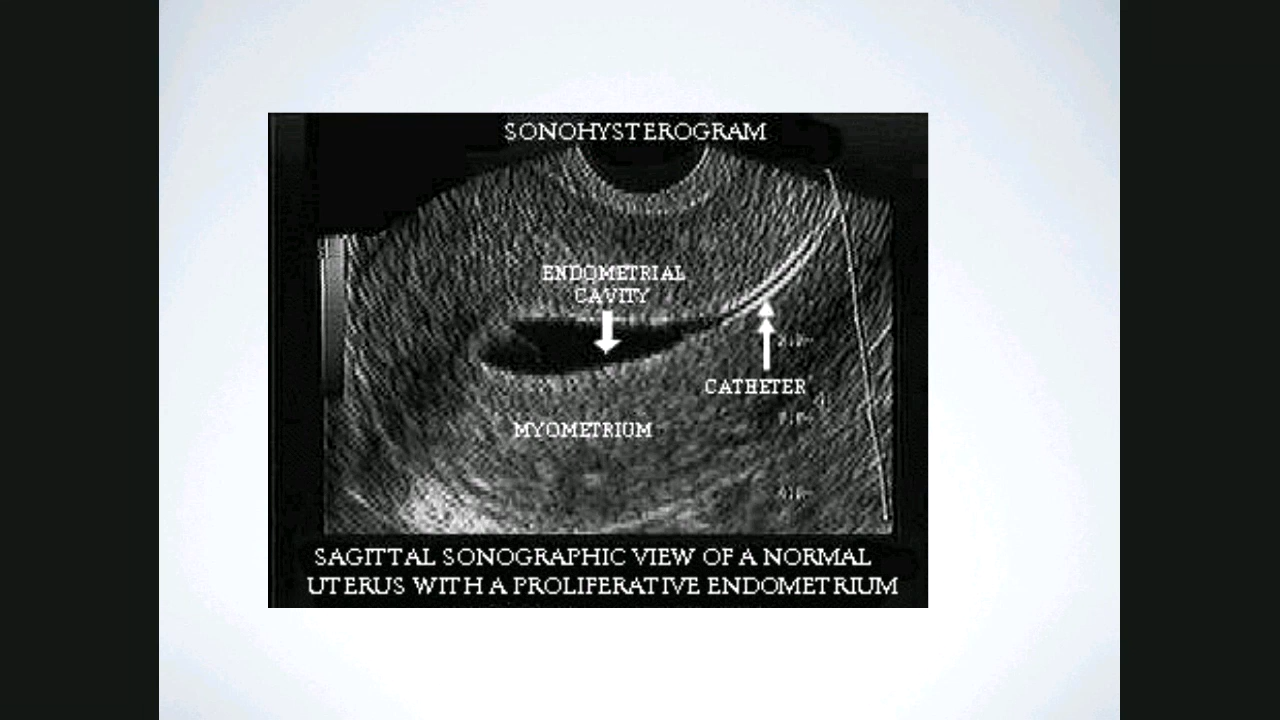 SONOHYSTEROGRAM
ENDOMETRIAL
CAVITY
CATHETER
MYOMETRIUM
SAGITTAL SONOGRAPHIC VIEW OF A NORMAL
UTERUS WITH A PROLIFERATIVE ENDOMETRIUM